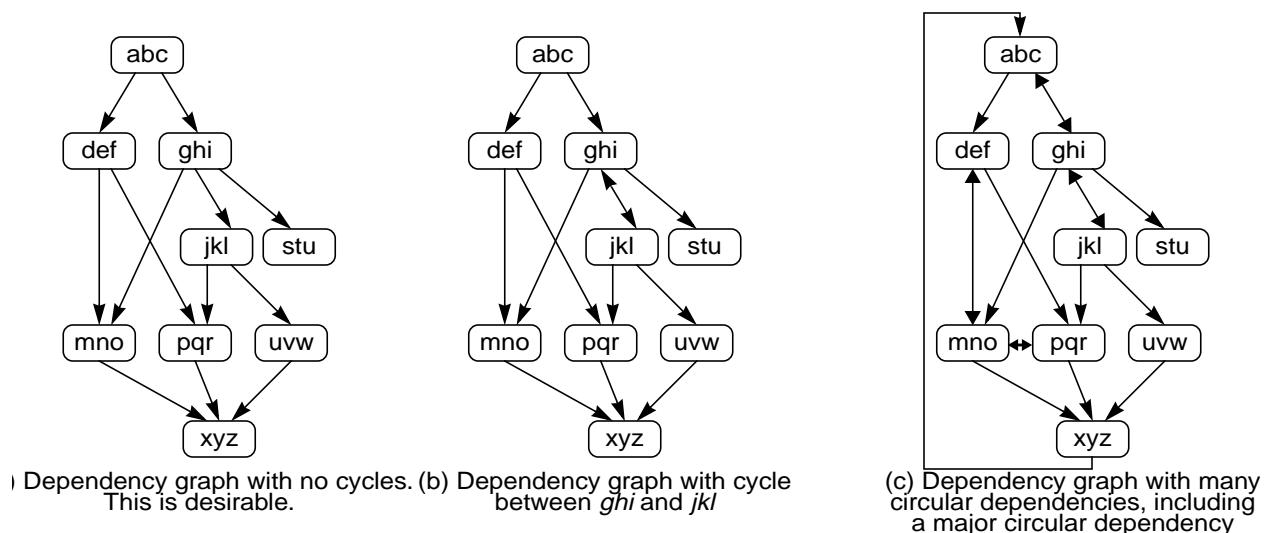 abc
def
ghi
jkl
stu
mno
pqr
uvw
xyz
) Dependency graph with no cycles.
This is desirable.
abc
def
ghi
jkl
stu
mno
pqr
uvw
xyz
(b) Dependency graph with cycle
between ghi and jkl
abc
def
ghi
jkl
stu
mno
pqr
uvw
xyz
(c) Dependency graph with many
circular dependencies, including
a major circular dependency